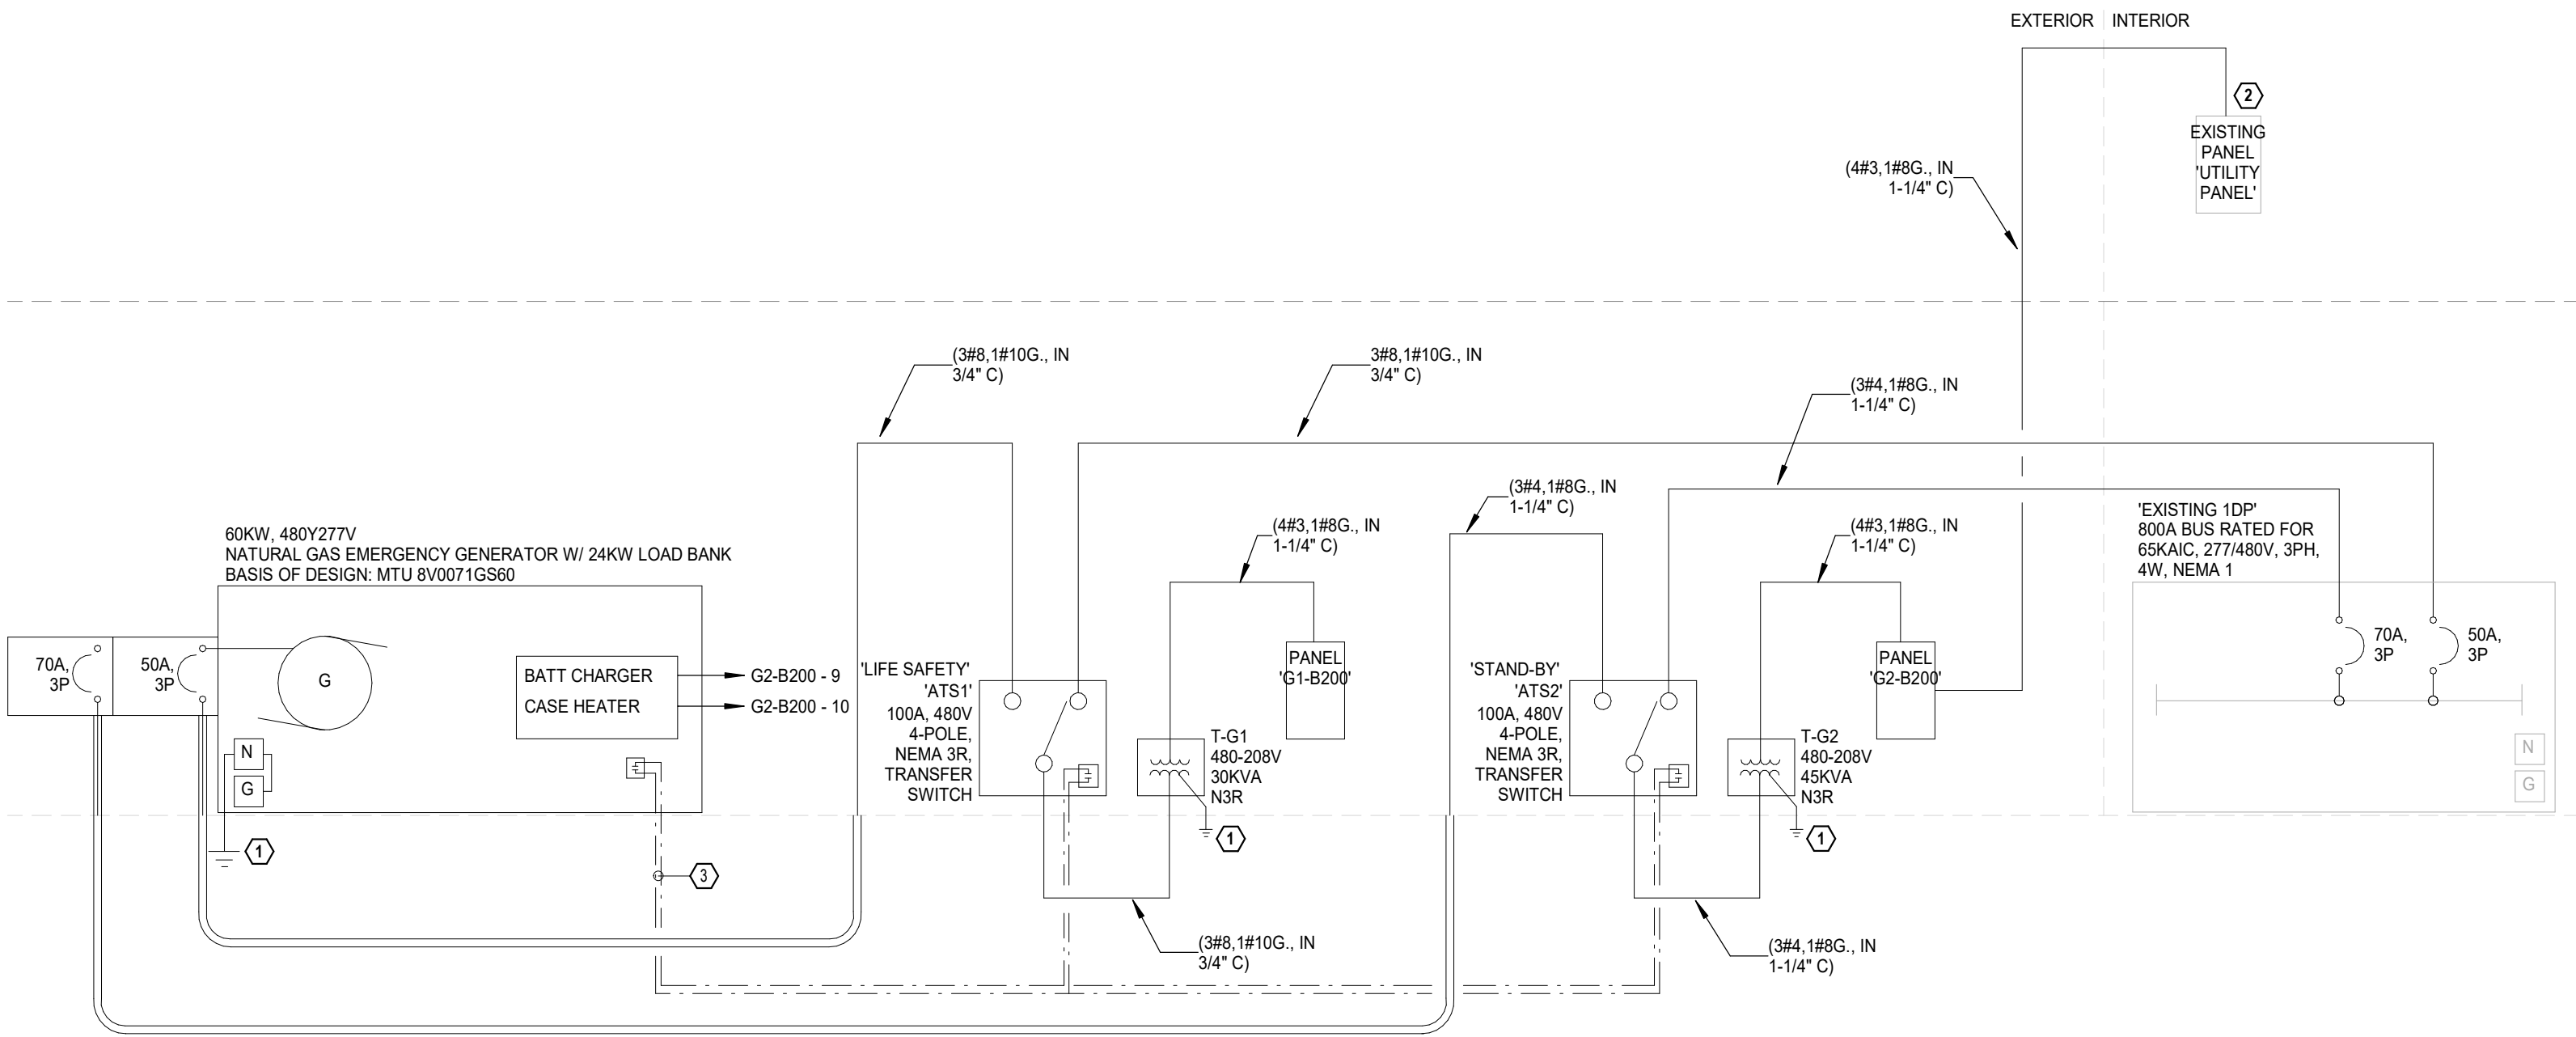 EXTERIOR
INTERIOR
2
EXISTING
PANEL
'UTILITY
PANEL'
(4#3,1#8G., IN
1-1/4" C)
(3#8,1#10G., IN
3/4" C)
3#8,1#10G., IN
3/4" C)
(3#4,1#8G., IN
1-1/4" C)
(3#4,1#8G., IN
1-1/4" C)
(4#3,1#8G., IN
1-1/4" C)
(4#3,1#8G., IN
1-1/4" C)
'EXISTING 1DP'
800A BUS RATED FOR
65KAIC, 277/480V, 3PH,
4W, NEMA 1
60KW, 480Y277V
NATURAL GAS EMERGENCY GENERATOR W/ 24KW LOAD BANK
BASIS OF DESIGN: MTU 8V0071GS60
70A,
3P
50A,
3P
G
N
G
BATT CHARGER
CASE HEATER
G2-B200 - 9
G2-B200 - 10
'LIFE SAFETY'
'ATS1'
100A, 480V
4-POLE,
NEMA 3R,
TRANSFER
SWITCH
PANEL
'G1-B200'
T-G1
480-208V
30KVA
N3R
'STAND-BY'
'ATS2'
100A, 480V
4-POLE,
NEMA 3R,
TRANSFER
SWITCH
PANEL
'G2-B200'
T-G2
480-208V
45KVA
N3R
70A,
3P
50A,
3P
N
G
1
3
1
1
(3#8,1#10G., IN
3/4" C)
(3#4,1#8G., IN
1-1/4" C)